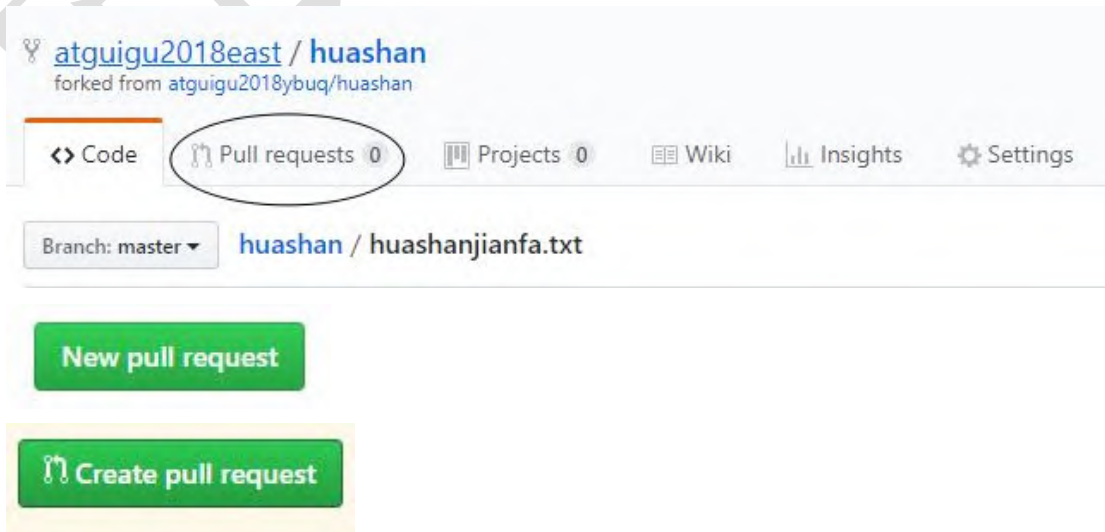 atguigu2018east / huashan
forked from atguigu2018ybuq/huashan
<> Code Pull requests 0 Projects 0 Wiki Insights Settings
Branch: master huashan / huashanjianfa.txt
New pull request
Create pull request